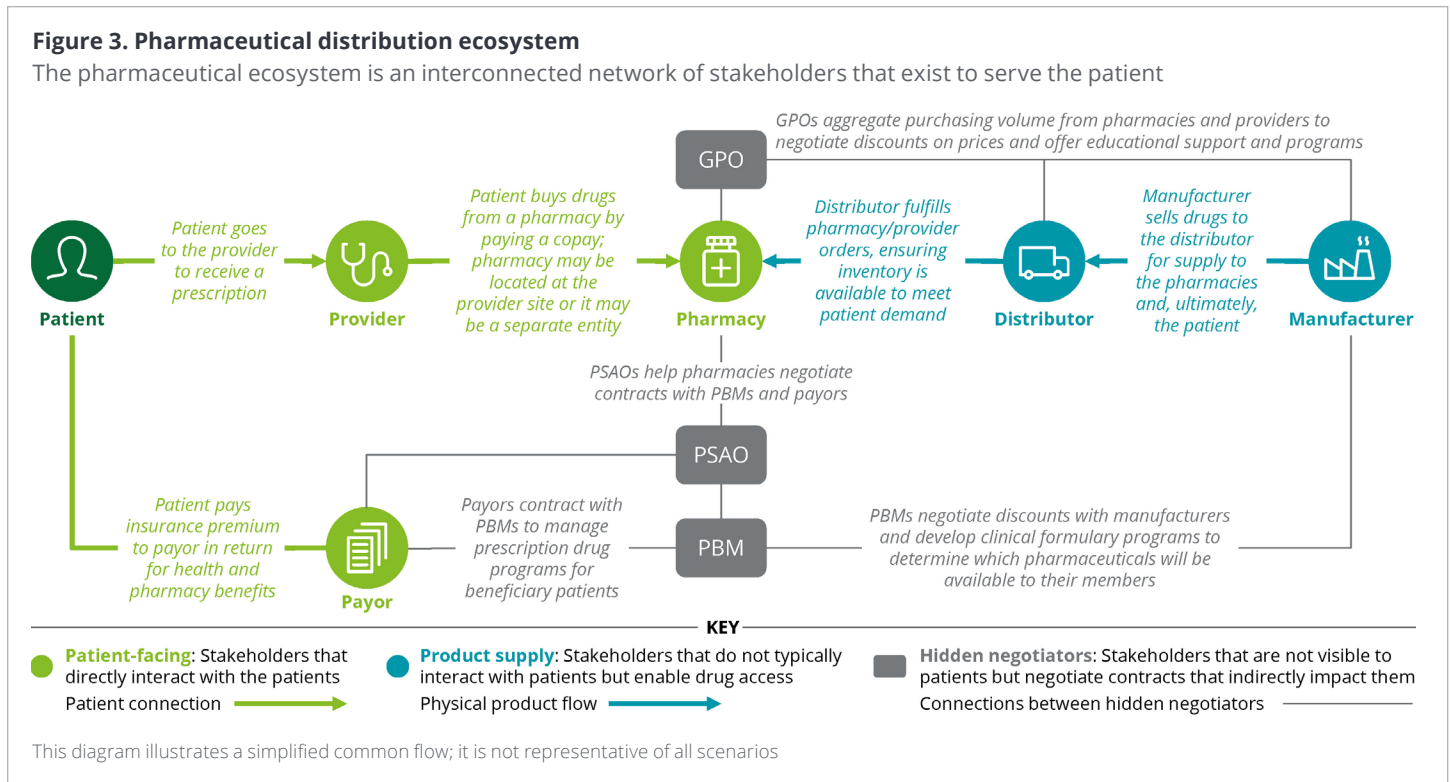 Figure 3. Pharmaceutical distribution ecosystem
The pharmaceutical ecosystem is an interconnected network of stakeholders that exist to serve the patient
GPOs aggregate purchasing volume from pharmacies and providers to
negotiate discounts on prices and offer educational support and programs
GPO
Patient goes
to the provider
to receive a
prescription
Patient buys drugs
from a pharmacy by
paying a copay;
pharmacy may be
located at the
provider site or it may
be a separate entity
Distributor fulfills
pharmacy/provider
orders, ensuring
inventory is
available to meet
patient demand
Manufacturer
sells drugs to
the distributor
for supply to
the pharmacies
and, ultimately,
the patient
Patient
Provider
Pharmacy
Distributor
Manufacturer
PSAOs help pharmacies negotiate
contracts with PBMs and payors
PSAO
Patient pays
insurance premium
to payor in return
for health and
pharmacy benefits
Payor
Payors contract with
PBMs to manage
prescription drug
programs for
beneficiary patients
PBM
PBMs negotiate discounts with manufacturers
and develop clinical formulary programs to
determine which pharmaceuticals will be
available to their members
KEY
Patient-facing: Stakeholders that
directly interact with the patients
Patient connection
Product supply: Stakeholders that do not typically
interact with patients but enable drug access
Physical product flow
Hidden negotiators: Stakeholders that are not visible to
patients but negotiate contracts that indirectly impact them
Connections between hidden negotiators
This diagram illustrates a simplified common flow; it is not representative of all scenarios